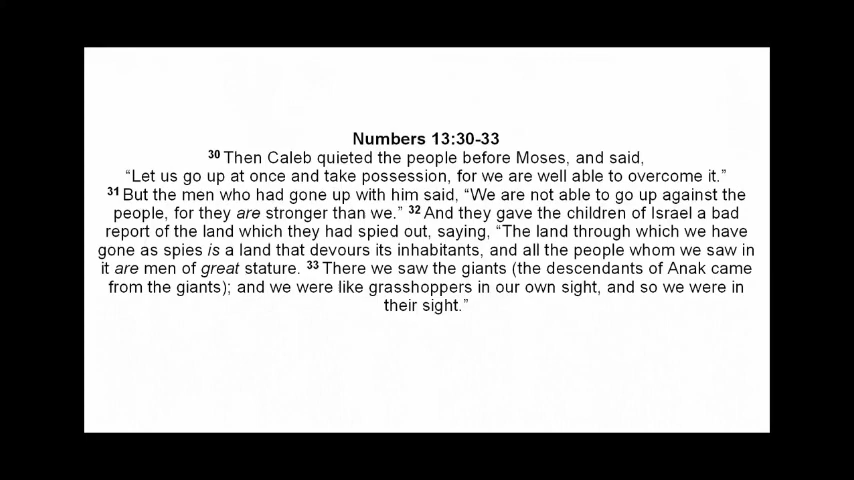 Numbers 13:30-33
30 Then Caleb quieted the people before Moses, and said,
“Let us go up at once and take possession, for we are well able to overcome it.”
31 But the men who had gone up with him said, “We are not able to go up against the
people, for they are stronger than we.” 32 And they gave the children of Israel a bad
report of the land which they had spied out, saying, “The land through which we have
gone as spies is a land that devours its inhabitants, and all the people whom we saw in
it are men of great stature. 33 There we saw the giants (the descendants of Anak came
from the giants); and we were like grasshoppers in our own sight, and so we were in
their sight.”